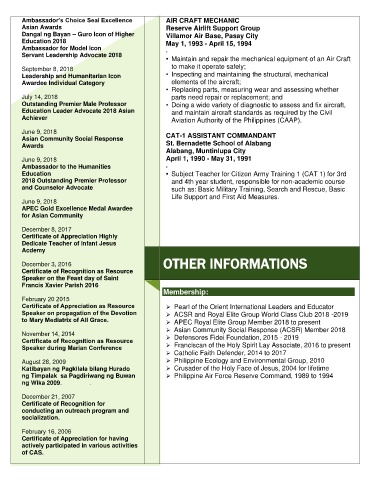 Ambassador's Choice Seal Excellence
Asian Awards
Dangal ng Bayan – Guro Icon of Higher
Education 2018
Ambassador for Model Icon
Servant Leadership Advocate 2018
September 8, 2018
Leadership and Humanitarian Icon
Awardee Individual Category
July 14, 2018
Outstanding Premier Male Professor
Education Leader Advocate 2018 Asian
Achiever
June 9, 2018
Asian Community Social Response
Awards
June 9, 2018
Ambassador to the Humanities
Education
2018 Outstanding Premier Professor
and Counselor Advocate
June 9, 2018
APEC Gold Excellence Medal Awardee
for Asian Community
December 8, 2017
Certificate of Appreciation Highly
Dedicate Teacher of Infant Jesus
Academy
December 3, 2016
Certificate of Recognition as Resource
Speaker on the Feast day of Saint
Francis Xavier Parish 2016
February 20 2015
Certificate of Appreciation as Resource
Speaker on propagation of the Devotion
to Mary Mediatrix of All Grace.
November 14, 2014
Certificate of Recognition as Resource
Speaker during Marian Conference
August 28, 2009
Katibayan ng Pagkilala bilang Hurado
ng Timpalak sa Pagdiriwang ng Buwan
ng Wika 2009.
December 21, 2007
Certificate of Recognition for
conducting an outreach program and
socialization.
February 16, 2006
Certificate of Appreciation for having
actively participated in various activities
of CAS.
AIR CRAFT MECHANIC
Reserve Airlift Support Group
Villamor Air Base, Pasay City
May 1, 1993 - April 15, 1994
• Maintain and repair the mechanical equipment of an Air Craft
to make it operate safely;
• Inspecting and maintaining the structural, mechanical
elements of the aircraft;
• Replacing parts, measuring wear and assessing whether
parts need repair or replacement; and
• Doing a wide variety of diagnostic to assess and fix aircraft,
and maintain aircraft standards as required by the Civil
Aviation Authority of the Philippines (CAAP).
CAT-1 ASSISTANT COMMANDANT
St. Bernadette School of Alabang
Alabang, Muntinlupa City
April 1, 1990 - May 31, 1991
• Subject Teacher for Citizen Army Training 1 (CAT 1) for 3rd
and 4th year student, responsible for non-academic course
such as: Basic Military Training, Search and Rescue, Basic
Life Support and First Aid Measures.
OTHER INFORMATIONS
Membership:
➢ Pearl of the Orient International Leaders and Educator
➢ ACSR and Royal Elite Group World Class Club 2018 -2019
➢ APEC Royal Elite Group Member 2018 to present
➢ Asian Community Social Response (ACSR) Member 2018
➢ Defensores Fidei Foundation, 2015 - 2019
➢ Franciscan of the Holy Spirit Lay Associate, 2016 to present
➢ Catholic Faith Defender, 2014 to 2017
➢ Philippine Ecology and Environmental Group, 2010
➢ Crusader of the Holy Face of Jesus, 2004 for lifetime
➢ Philippine Air Force Reserve Command, 1989 to 1994